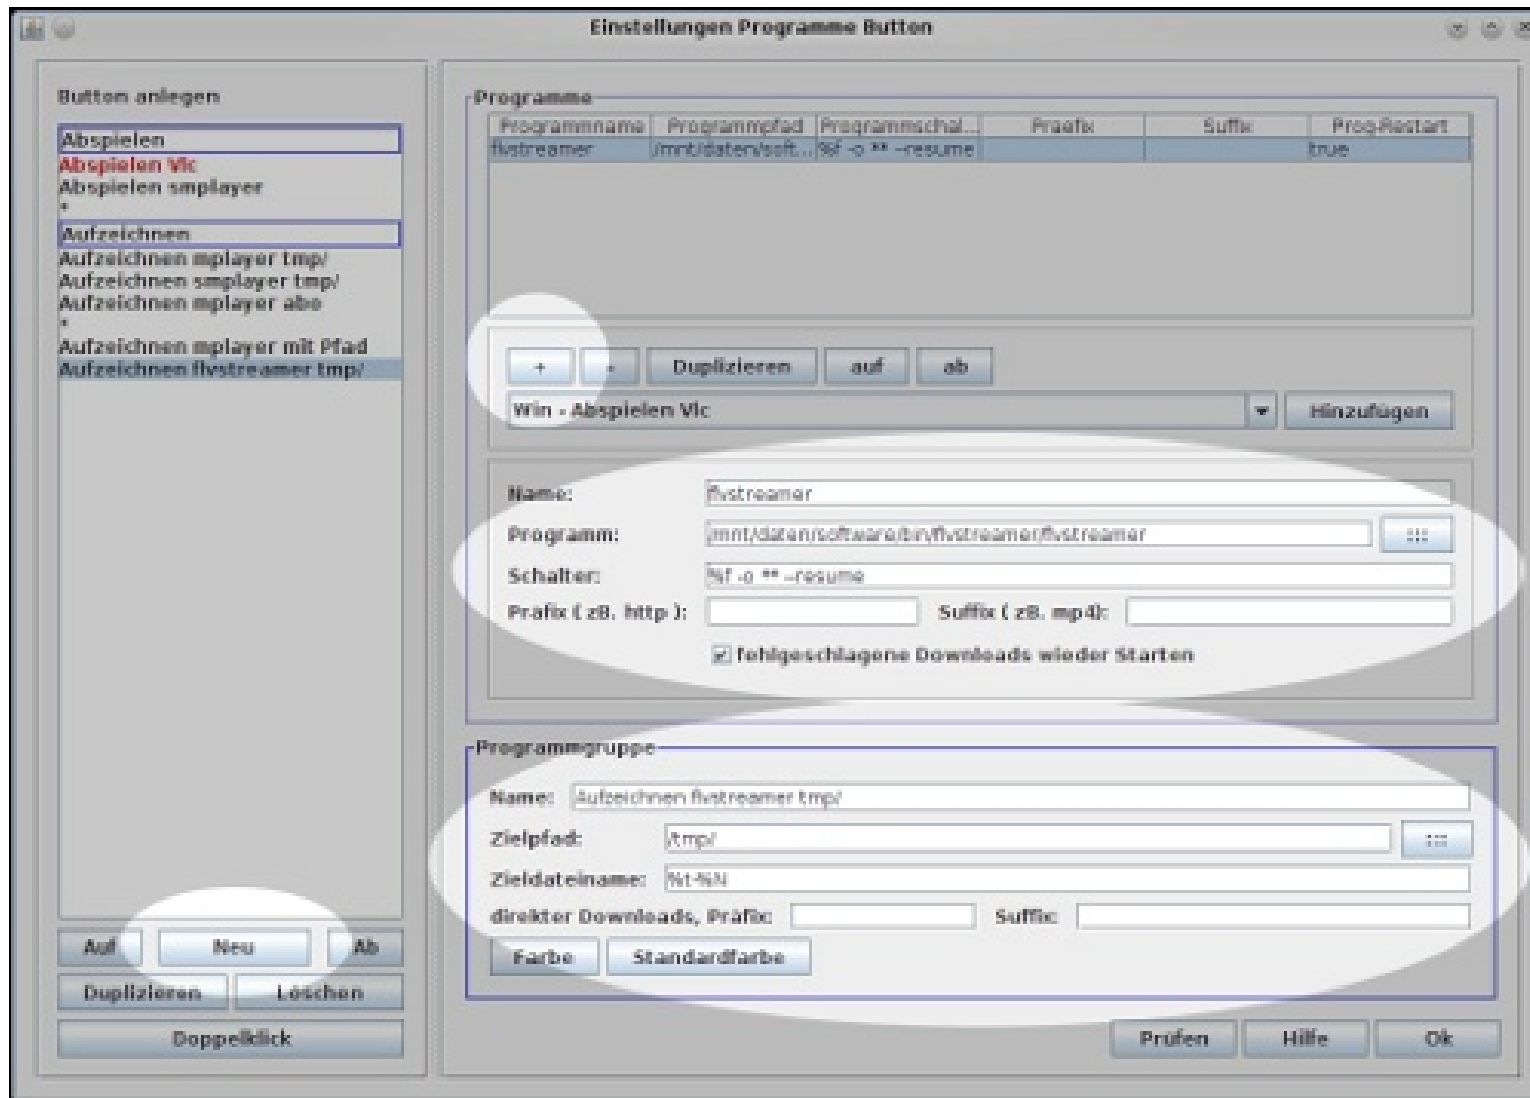 Einstellungen Programme Button
Button anlegen
Abspielen
Abspielen Vlc
Abspielen smplayer
*
Aufzeichnen
Aufzeichnen mplayer tmp/
Aufzeichnen smplayer tmp/
Aufzeichnen mplayer abo
*
Aufzeichnen mplayer mit Pfad
Aufzeichnen flvstreamer tmp/
Auf Neu Ab
Duplizieren Löschen
Doppelklick
Programme
Programmname Programmpfad Programmschal... Praefix Suffix Prog-Restart
flvstreamer /mnt/daten/soft... %f -o ** --resume true
+ - Duplizieren auf ab
Win - Abspielen Vlc Hinzufügen
Name: flvstreamer
Programm: /mnt/daten/software/bin/flvstreamer/flvstreamer :::
Schalter: %f -o ** --resume
Präfix ( zB. http ): Suffix ( zB. mp4):
fehlgeschlagene Downloads wieder Starten
Programmgruppe
Name: Aufzeichnen flvstreamer tmp/
Zielpfad: /tmp/ :::
Zieldateiname: %t-%N
direkter Downloads, Präfix: Suffix:
Farbe Standardfarbe
Prüfen Hilfe Ok